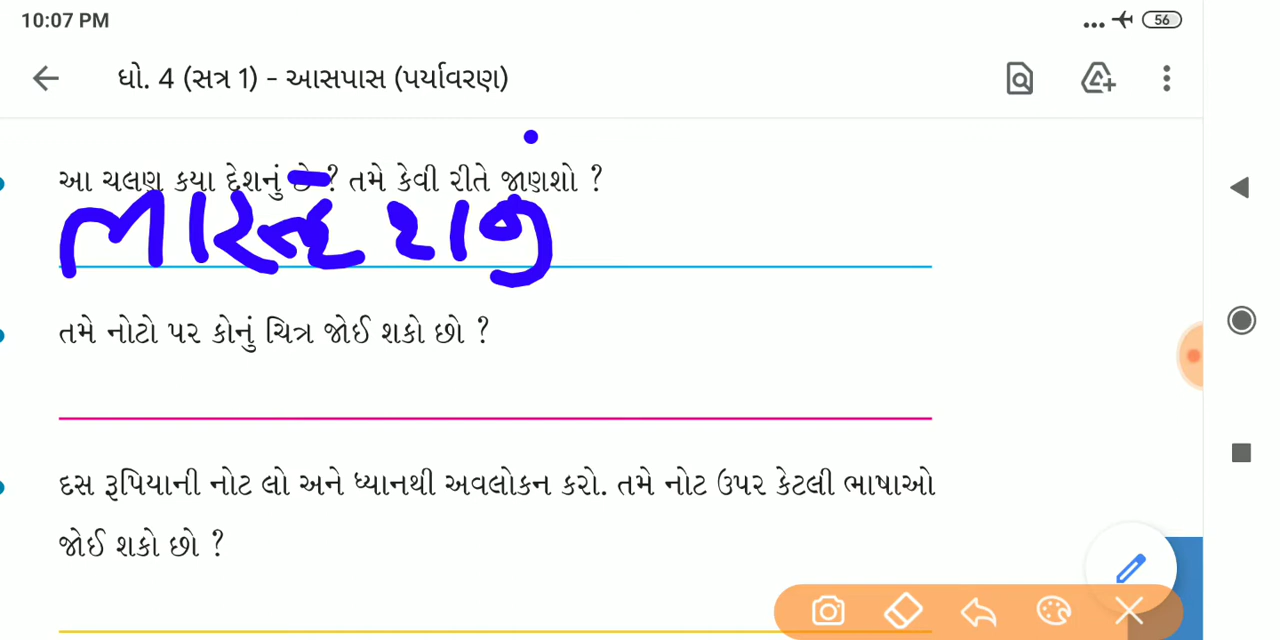 10:07 PM
56
ધો. 4 (સત્ર 1) - આસપાસ (પર્યાવરણ)
આ ચલણ કયા દેશનું છે ? તમે કેવી રીતે જાણશો ?
તમે નોટો પર કોનું ચિત્ર જોઈ શકો છો ?
દસ રૂપિયાની નોટ લો અને ધ્યાનથી અવલોકન કરો. તમે નોટ ઉપર કેટલી ભાષાઓ
જોઈ શકો છો ?